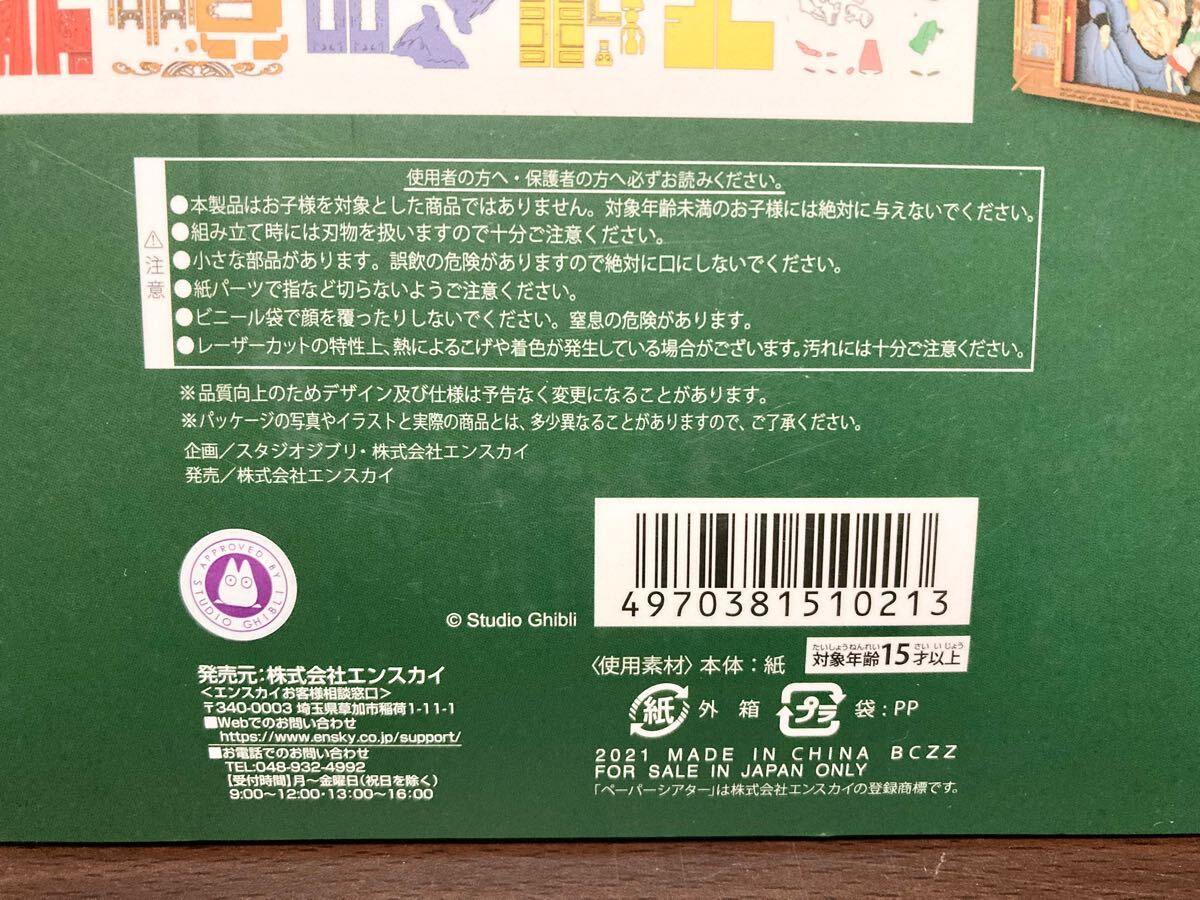 使用者の方へ・保護者の方へ必ずお読みください。
⚠注意
●本製品はお子様を対象とした商品ではありません。対象年齢未満のお子様には絶対に与えないでください。
●組み立て時には刃物を扱いますので十分ご注意ください。
●小さな部品があります。誤飲の危険がありますので絶対に口にしないでください。
●紙パーツで指など切らないようご注意ください。
●ビニール袋で顔を覆ったりしないでください。窒息の危険があります。
●レーザーカットの特性上、熱によるこげや着色が発生している場合がございます。汚れには十分ご注意ください。
※品質向上のためデザイン及び仕様は予告なく変更になることがあります。
※パッケージの写真やイラストと実際の商品とは、多少異なることがありますので、ご了承ください。
企画／スタジオジブリ・株式会社エンスカイ
発売／株式会社エンスカイ
APPROVED BY STUDIO GHIBLI
© Studio Ghibli
4970381510213
発売元：株式会社エンスカイ
＜エンスカイお客様相談窓口＞
〒340-0003 埼玉県草加市稲荷1-11-1
■Webでのお問い合わせ
https://www.ensky.co.jp/support/
■お電話でのお問い合わせ
TEL:048-932-4992
【受付時間】月～金曜日（祝日を除く）
9:00～12:00・13:00～16:00
〈使用素材〉本体：紙
たいしょうねんれい さい いじょう
対象年齢15才以上
紙 外箱 プラ 袋：PP
2021 MADE IN CHINA BCZZ
FOR SALE IN JAPAN ONLY
「ペーパーシアター」は株式会社エンスカイの登録商標です。